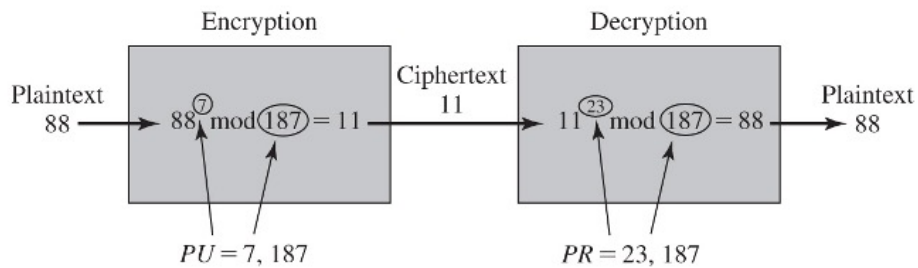 Encryption
Decryption
Plaintext
88
88^7 mod 187 = 11
Ciphertext
11
11^23 mod 187 = 88
Plaintext
88
PU = 7, 187
PR = 23, 187